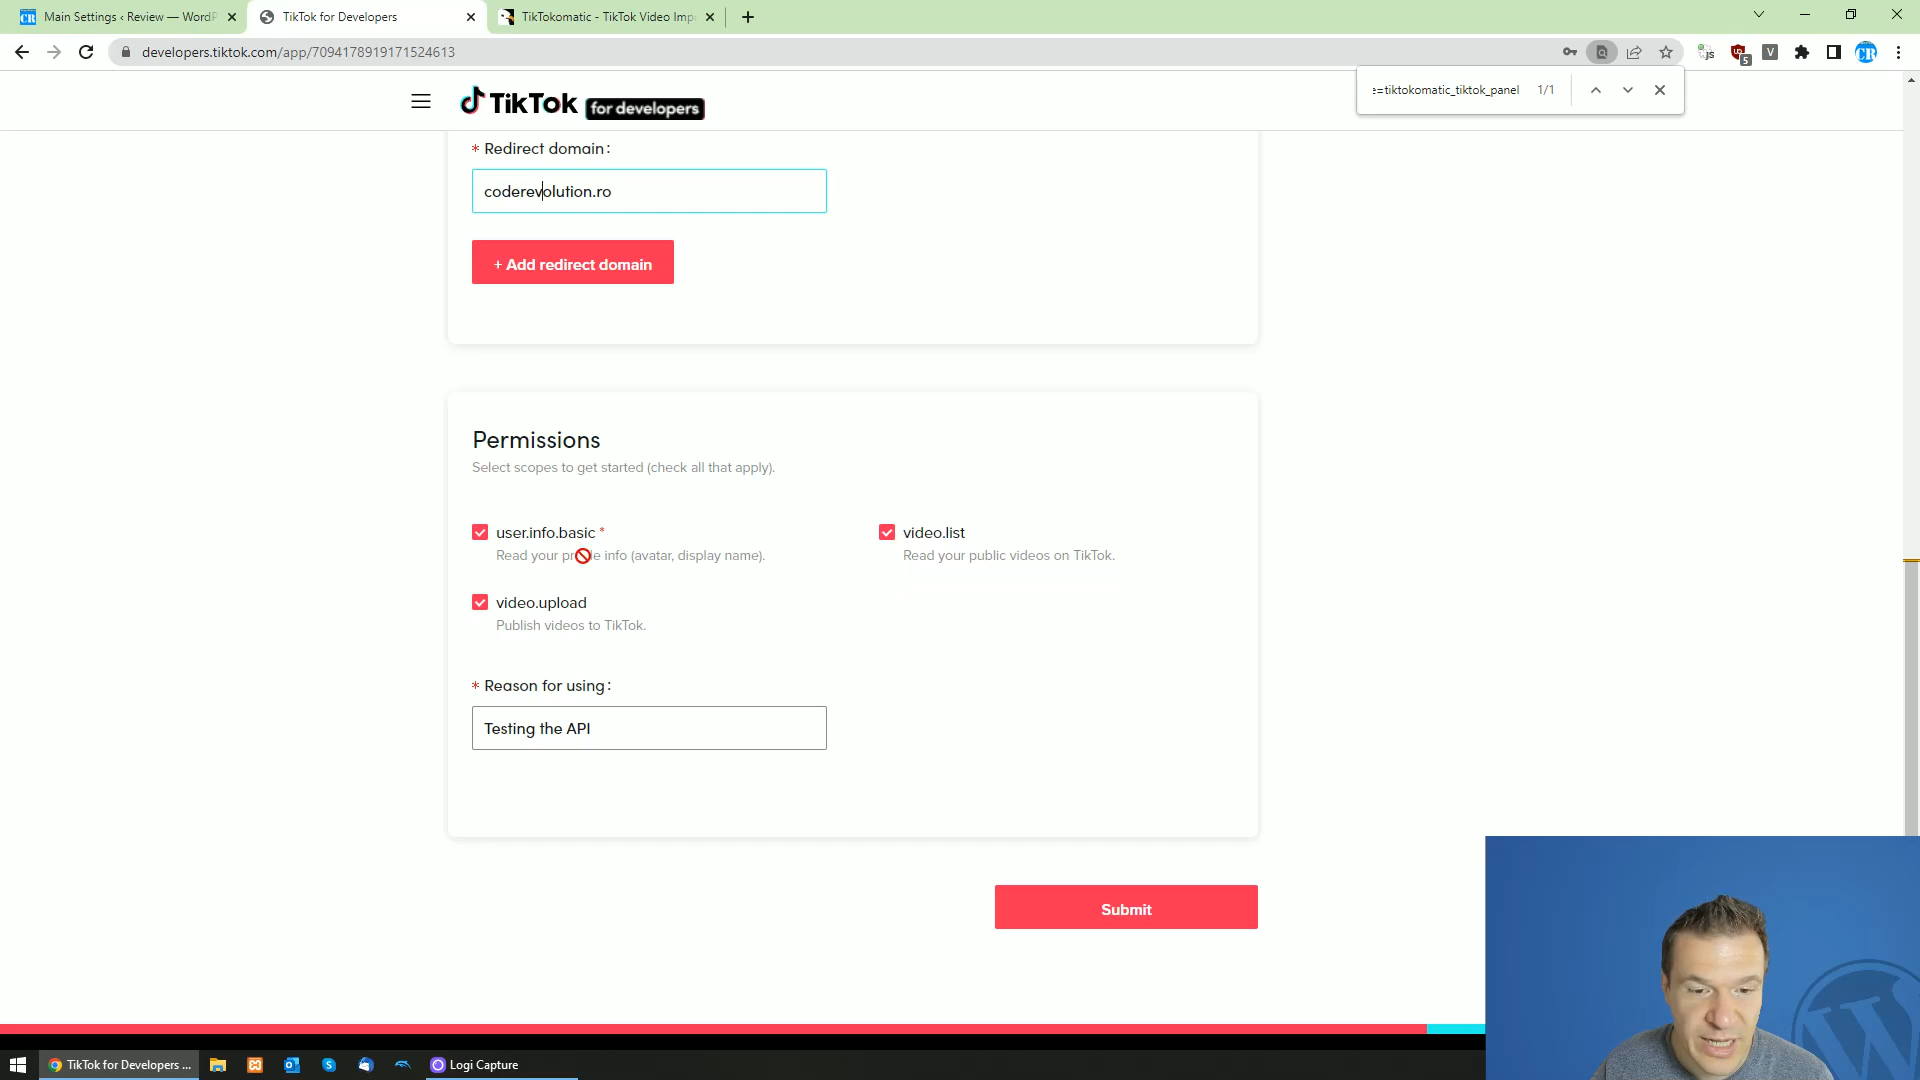 Main Settings ‹ Review — WordP
TikTok for Developers
TikTokomatic - TikTok Video Imp
developers.tiktok.com/app/7094178919171524613
5
V
CR
=tiktokomatic_tiktok_panel
1/1
TikTok for developers
* Redirect domain:
coderevolution.ro
+ Add redirect domain
Permissions
Select scopes to get started (check all that apply).
user.info.basic *
video.list
Read your pr e info (avatar, display name).
Read your public videos on TikTok.
video.upload
Publish videos to TikTok.
* Reason for using:
Testing the API
Submit
TikTok for Developers ...
Logi Capture